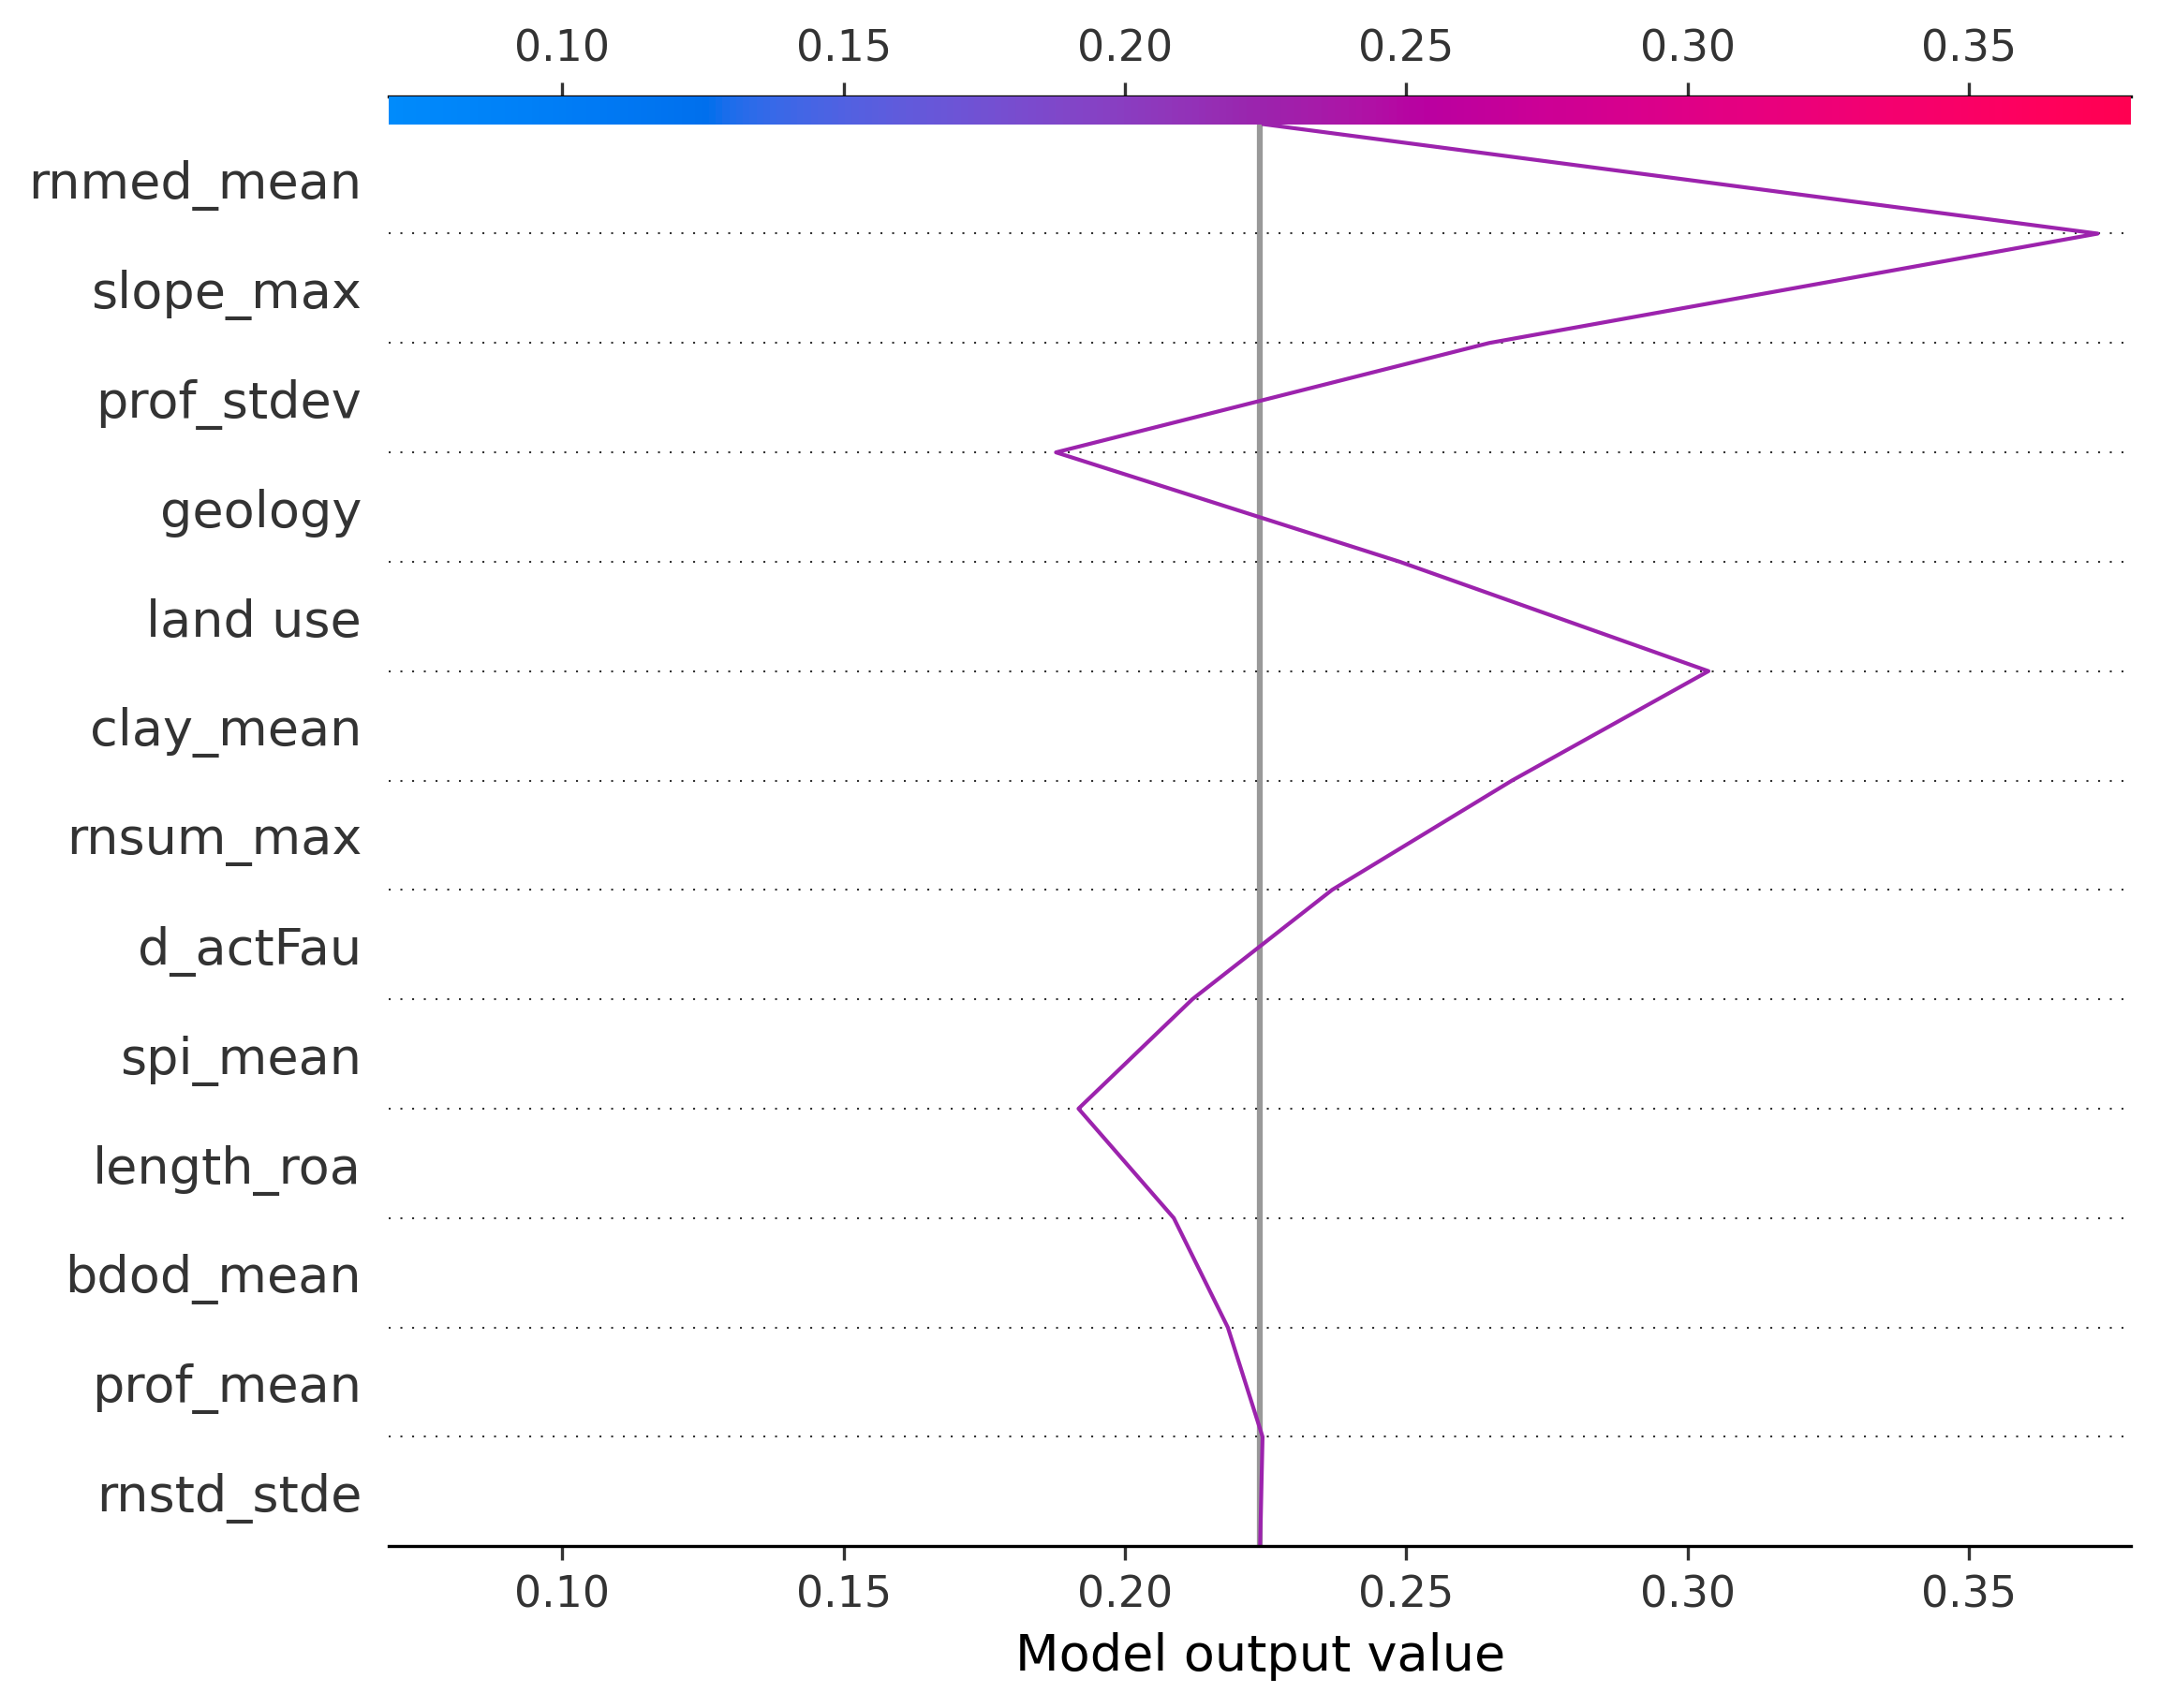 0.10 0.15 0.20 0.25 0.30 0.35
rnmed_mean
slope_max
prof_stdev
geology
land use
clay_mean
rnsum_max
d_actFau
spi_mean
length_roa
bdod_mean
prof_mean
rnstd_stde
0.10 0.15 0.20 0.25 0.30 0.35
Model output value